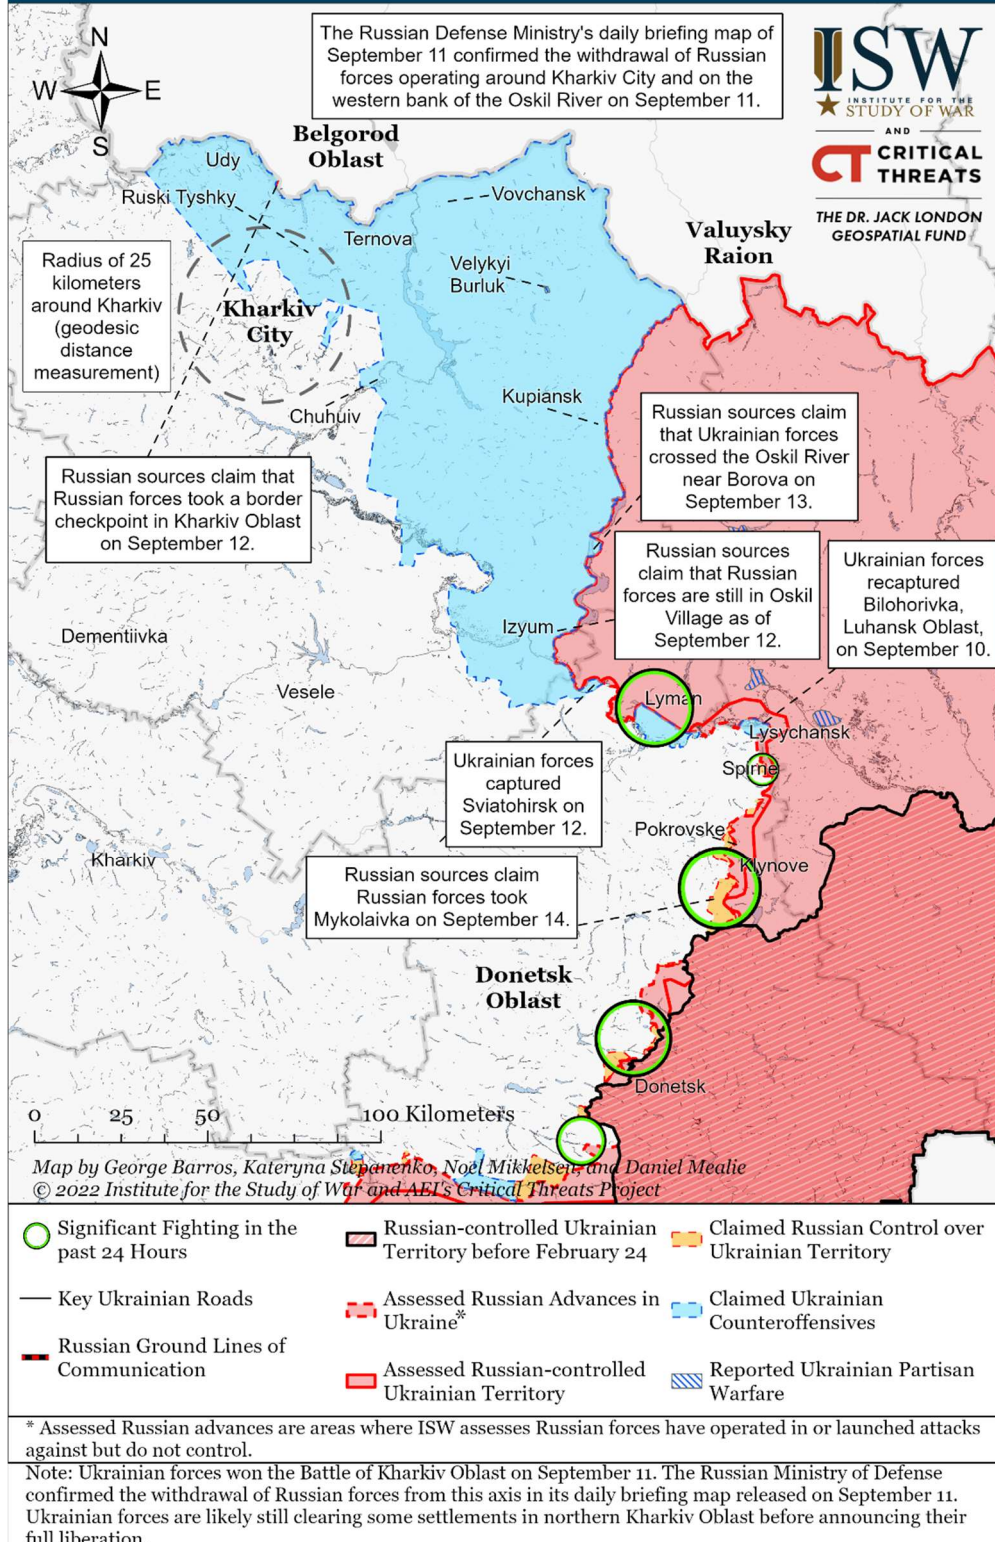 The Russian Defense Ministry's daily briefing map of
September 11 confirmed the withdrawal of Russian
forces operating around Kharkiv City and on the
western bank of the Oskil River on September 11.
ISW
INSTITUTE FOR THE
STUDY OF WAR
AND
CT CRITICAL
THREATS
THE DR. JACK LONDON
GEOSPATIAL FUND
N
W E
S
Belgorod
Oblast
Udy
Ruski Tyshky
Vovchansk
Ternova
Valuysky
Raion
Velykyi
Burluk
Radius of 25
kilometers
around Kharkiv
(geodesic
distance
measurement)
Kharkiv
City
Kupiansk
Chuhuiv
Russian sources claim
that Ukrainian forces
crossed the Oskil River
near Borova on
September 13.
Russian sources claim that
Russian forces took a border
checkpoint in Kharkiv Oblast
on September 12.
Russian sources
claim that Russian
forces are still in Oskil
Village as of
September 12.
Ukrainian forces
recaptured
Bilohorivka,
Luhansk Oblast,
on September 10.
Izyum
Dementiivka
Vesele
Lyman
Lysychansk
Spirne
Ukrainian forces
captured
Sviatohirsk on
September 12.
Pokrovske
Kharkiv
Klynove
Russian sources claim
Russian forces took
Mykolaivka on September 14.
Donetsk
Oblast
Donetsk
0 25 50 100 Kilometers
Map by George Barros, Kateryna Stepanenko, Noel Mikkelsen, and Daniel Mealie
© 2022 Institute for the Study of War and AEI's Critical Threats Project
Significant Fighting in the
past 24 Hours
Key Ukrainian Roads
Russian Ground Lines of
Communication
Russian-controlled Ukrainian
Territory before February 24
Assessed Russian Advances in
Ukraine*
Assessed Russian-controlled
Ukrainian Territory
Claimed Russian Control over
Ukrainian Territory
Claimed Ukrainian
Counteroffensives
Reported Ukrainian Partisan
Warfare
* Assessed Russian advances are areas where ISW assesses Russian forces have operated in or launched attacks
against but do not control.
Note: Ukrainian forces won the Battle of Kharkiv Oblast on September 11. The Russian Ministry of Defense
confirmed the withdrawal of Russian forces from this axis in its daily briefing map released on September 11.
Ukrainian forces are likely still clearing some settlements in northern Kharkiv Oblast before announcing their
full liberation.